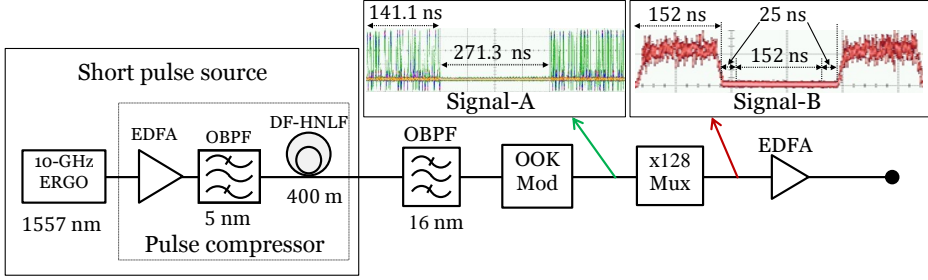 141.1 ns
271.3 ns
Signal-A
152 ns
25 ns
152 ns
Signal-B
Short pulse source
EDFA
OBPF
DF-HNLF
10-GHz
ERGO
1557 nm
5 nm
400 m
Pulse compressor
OBPF
16 nm
OOK
Mod
x128
Mux
EDFA